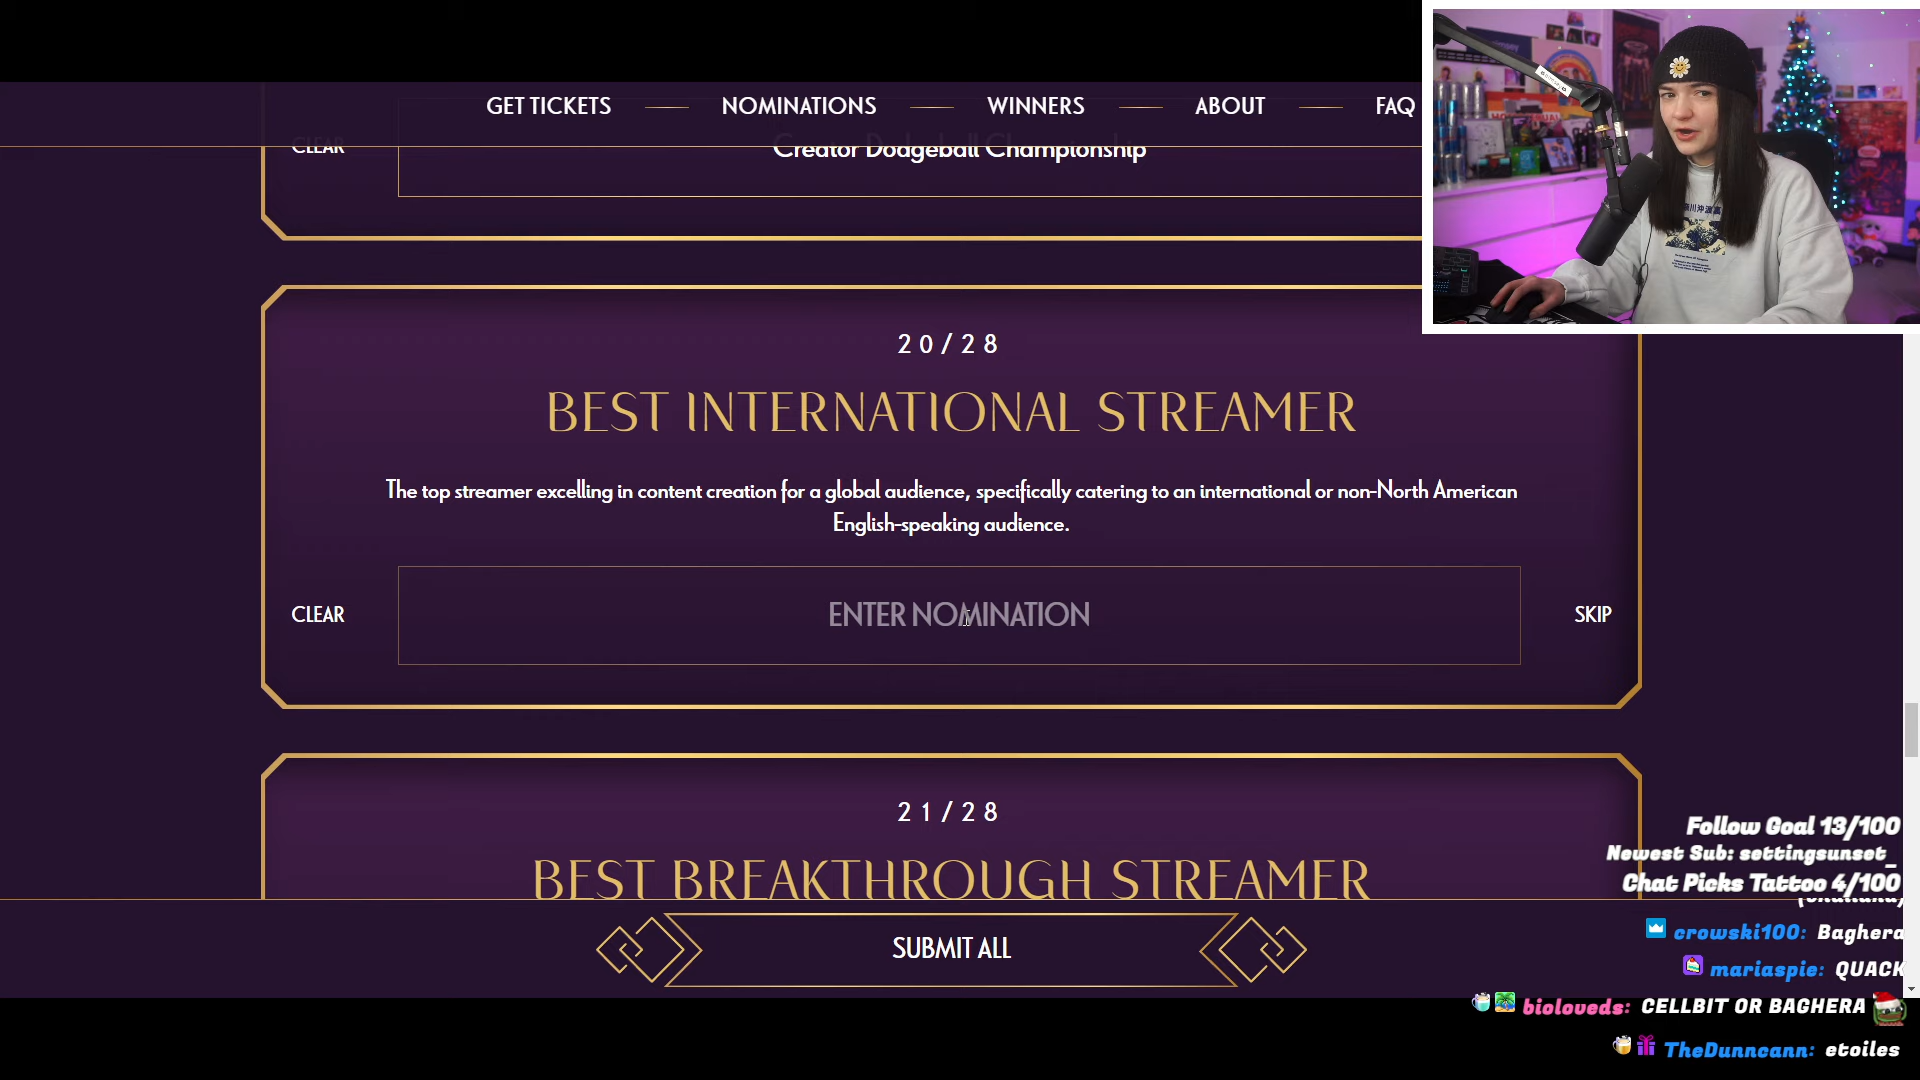 GET TICKETS
NOMINATIONS
WINNERS
ABOUT
FAQ
CLEAR
Creator Dodgeball Championship
20/28
BEST INTERNATIONAL STREAMER
The top streamer excelling in content creation for a global audience, specifically catering to an international or non-North American
English-speaking audience.
CLEAR
ENTER NOMINATION
SKIP
21/28
BEST BREAKTHROUGH STREAMER
SUBMIT ALL
Follow Goal 13/100
Newest Sub: settingsunset_
Chat Picks Tattoo 4/100
crowski100: Baghera
mariaspie: QUACK
bioloveds: CELLBIT OR BAGHERA
TheDunncann: etoiles